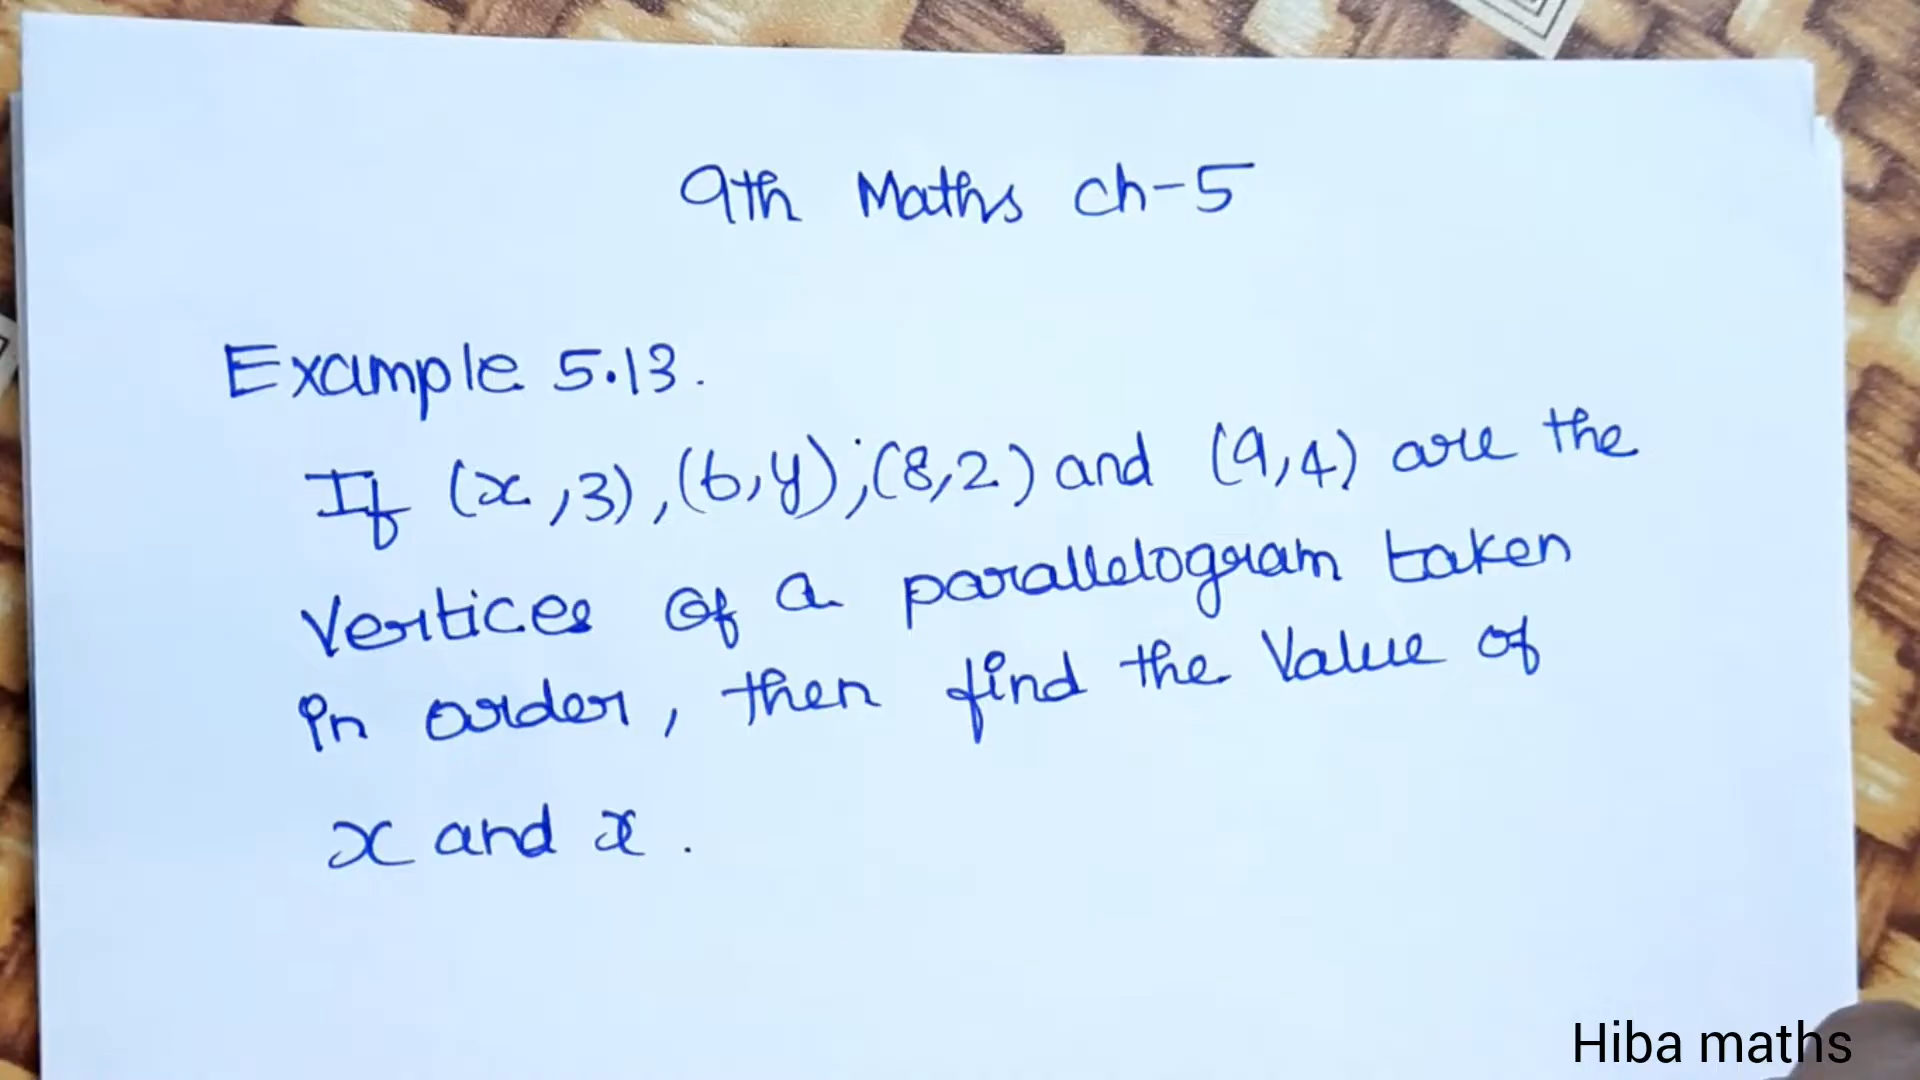 9th Maths ch-5
Example 5.13.
If (x,3), (6,y), (8,2) and (9,4) are the
Vertices of a parallelogram taken
in order, then find the Value of
x and x.
Hiba maths